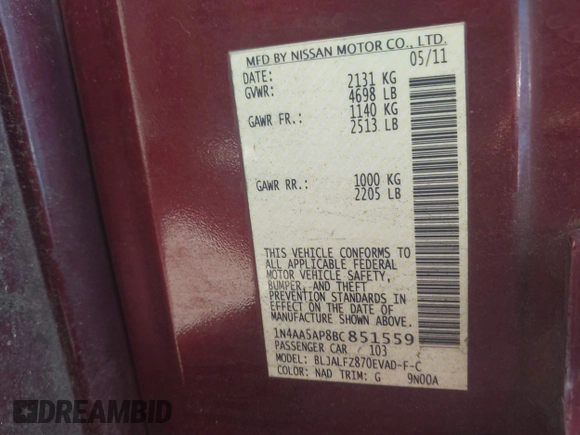 MFD BY NISSAN MOTOR CO., LTD.
DATE: 05/11
GVWR: 2131 KG
4698 LB
GAWR FR.: 1140 KG
2513 LB
GAWR RR.: 1000 KG
2205 LB
THIS VEHICLE CONFORMS TO
ALL APPLICABLE FEDERAL
MOTOR VEHICLE SAFETY,
BUMPER, AND THEFT
PREVENTION STANDARDS IN
EFFECT ON THE DATE OF
MANUFACTURE SHOWN ABOVE.
1N4AA5AP8BC851559
PASSENGER CAR 103
MODEL: BLJALFZ870EVAD-F-C
COLOR: NAD TRIM: G 9N00A
DREAMBID